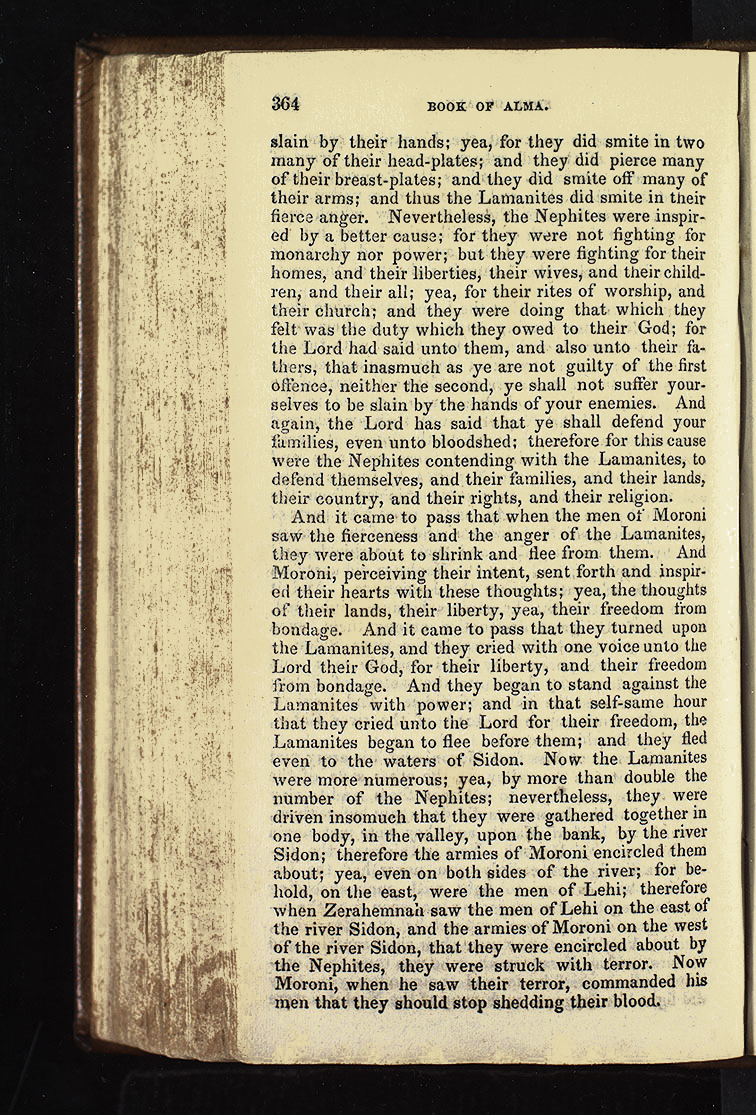 364 BOOK OF ALMA.
slain by their hands; yea, for they did smite in two
many of their head-plates; and they did pierce many
of their breast-plates; and they did smite off many of
their arms; and thus the Lamanites did smite in their
fierce anger. Nevertheless, the Nephites were inspir-
ed by a better cause; for they were not fighting for
monarchy nor power; but they were fighting for their
homes, and their liberties, their wives, and their child-
ren, and their all; yea, for their rites of worship, and
their church; and they were doing that which they
felt was the duty which they owed to their God; for
the Lord had said unto them, and also unto their fa-
thers, that inasmuch as ye are not guilty of the first
offence, neither the second, ye shall not suffer your-
selves to be slain by the hands of your enemies. And
again, the Lord has said that ye shall defend your
families, even unto bloodshed; therefore for this cause
were the Nephites contending with the Lamanites, to
defend themselves, and their families, and their lands,
their country, and their rights, and their religion.
And it came to pass that when the men of Moroni
saw the fierceness and the anger of the Lamanites,
they were about to shrink and flee from them. And
Moroni, perceiving their intent, sent forth and inspir-
ed their hearts with these thoughts; yea, the thoughts
of their lands, their liberty, yea, their freedom from
bondage. And it came to pass that they turned upon
the Lamanites, and they cried with one voice unto the
Lord their God, for their liberty, and their freedom
from bondage. And they began to stand against the
Lamanites with power; and in that self-same hour
that they cried unto the Lord for their freedom, the
Lamanites began to flee before them; and they fled
even to the waters of Sidon. Now the Lamanites
were more numerous; yea, by more than double the
number of the Nephites; nevertheless, they were
driven insomuch that they were gathered together in
one body, in the valley, upon the bank, by the river
Sidon; therefore the armies of Moroni encircled them
about; yea, even on both sides of the river; for be-
hold, on the east, were the men of Lehi; therefore
when Zerahemnah saw the men of Lehi on the east of
the river Sidon, and the armies of Moroni on the west
of the river Sidon, that they were encircled about by
the Nephites, they were struck with terror. Now
Moroni, when he saw their terror, commanded his
men that they should stop shedding their blood.